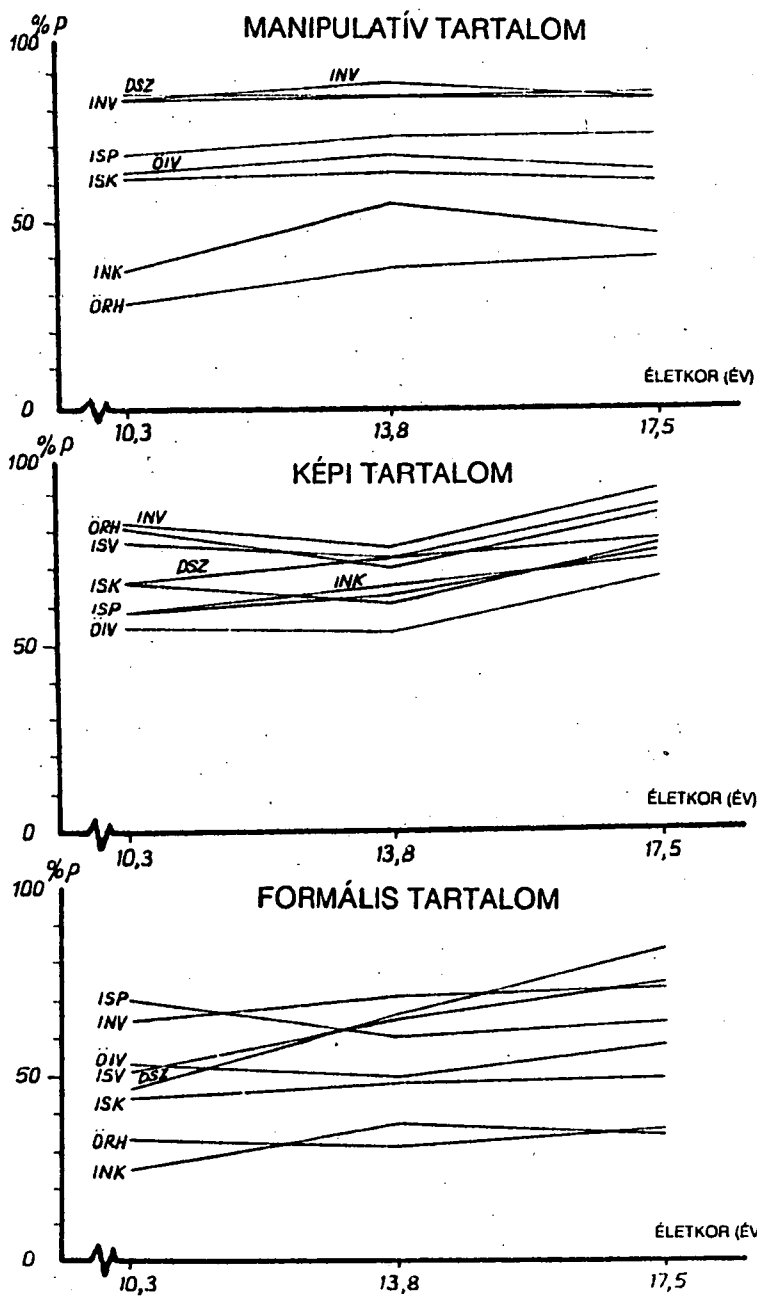 %p
100
MANIPULATÍV TARTALOM
DSZ
INV
INV
ISP
ÖIV
ISK
50
INK
ÖRH
ÉLETKOR (ÉV)
0
10,3
13,8
17,5
%p
100
KÉPI TARTALOM
INV
ÖRH
ISV
DSZ
ISK
INK
ISP
ÖIV
50
ÉLETKOR (ÉV)
0
10,3
13,8
17,5
%p
100
FORMÁLIS TARTALOM
ISP
INV
ÖIV
ISV
DSZ
50
ISK
ÖRH
INK
ÉLETKOR (ÉV
0
10,3
13,8
17,5